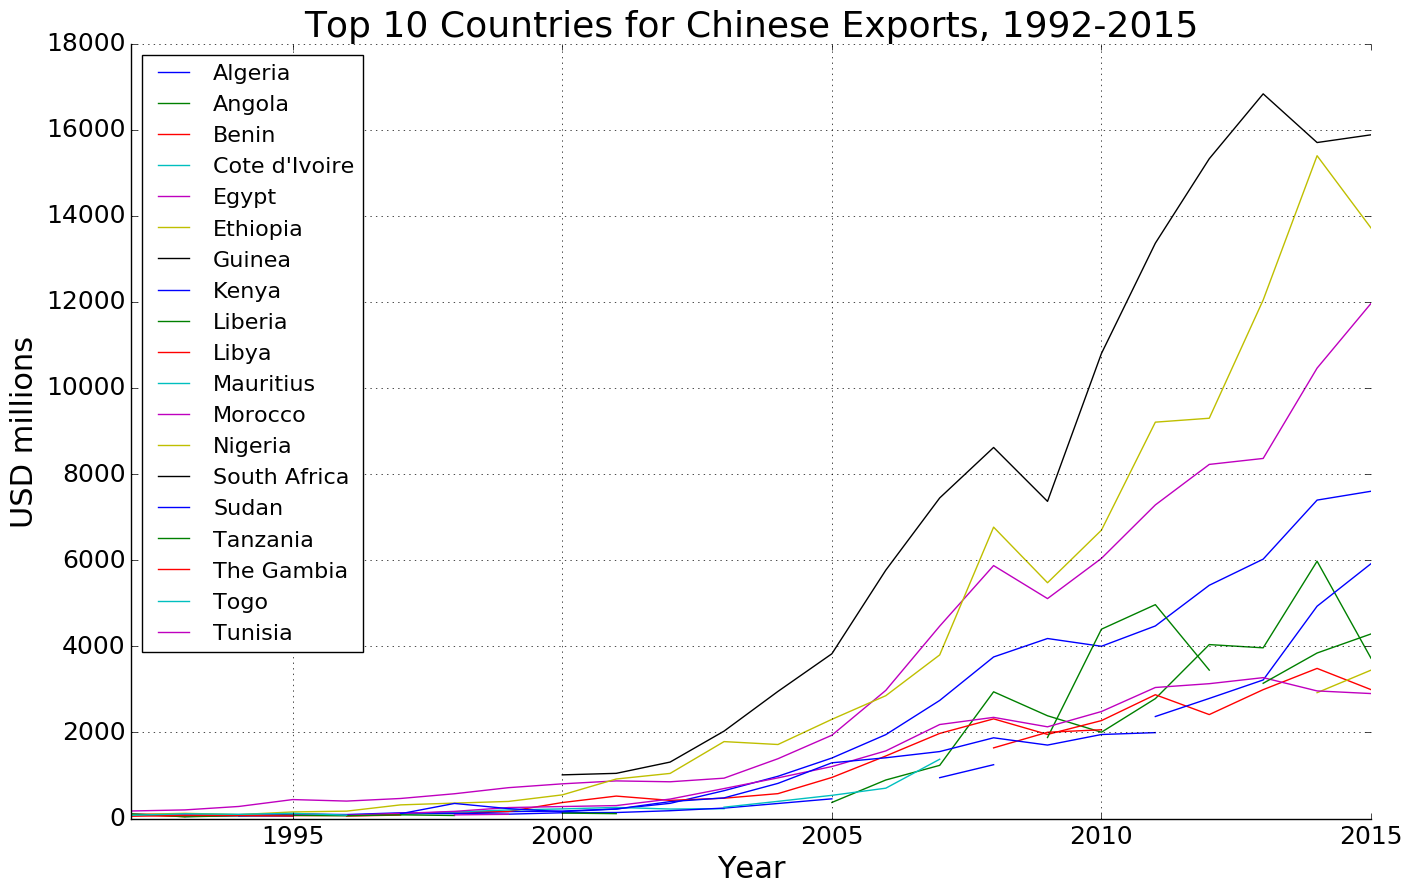 Top 10 Countries for Chinese Exports, 1992-2015
18000
16000
14000
12000
10000
8000
6000
4000
2000
0
USD millions
Algeria
Angola
Benin
Cote d'Ivoire
Egypt
Ethiopia
Guinea
Kenya
Liberia
Libya
Mauritius
Morocco
Nigeria
South Africa
Sudan
Tanzania
The Gambia
Togo
Tunisia
1995
2000
2005
2010
2015
Year